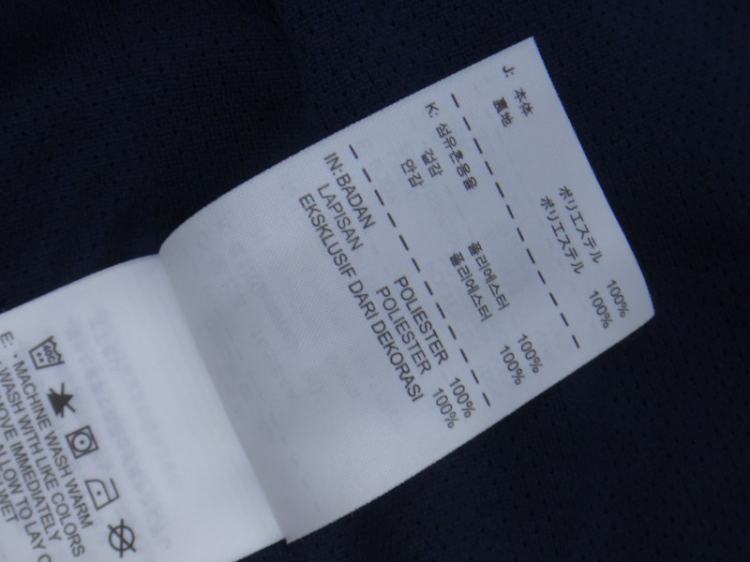 J: 本体 ポリエステル 100%
裏地 ポリエステル 100%
K: 섬유혼용율
겉감 폴리에스터 100%
안감 폴리에스터 100%
IN: BADAN POLIESTER 100%
LAPISAN POLIESTER 100%
EKSKLUSIF DARI DEKORASI
40C
E: • MACHINE WASH WARM
• WASH WITH LIKE COLORS
IMMEDIATELY
ALLOW TO LAY
WET